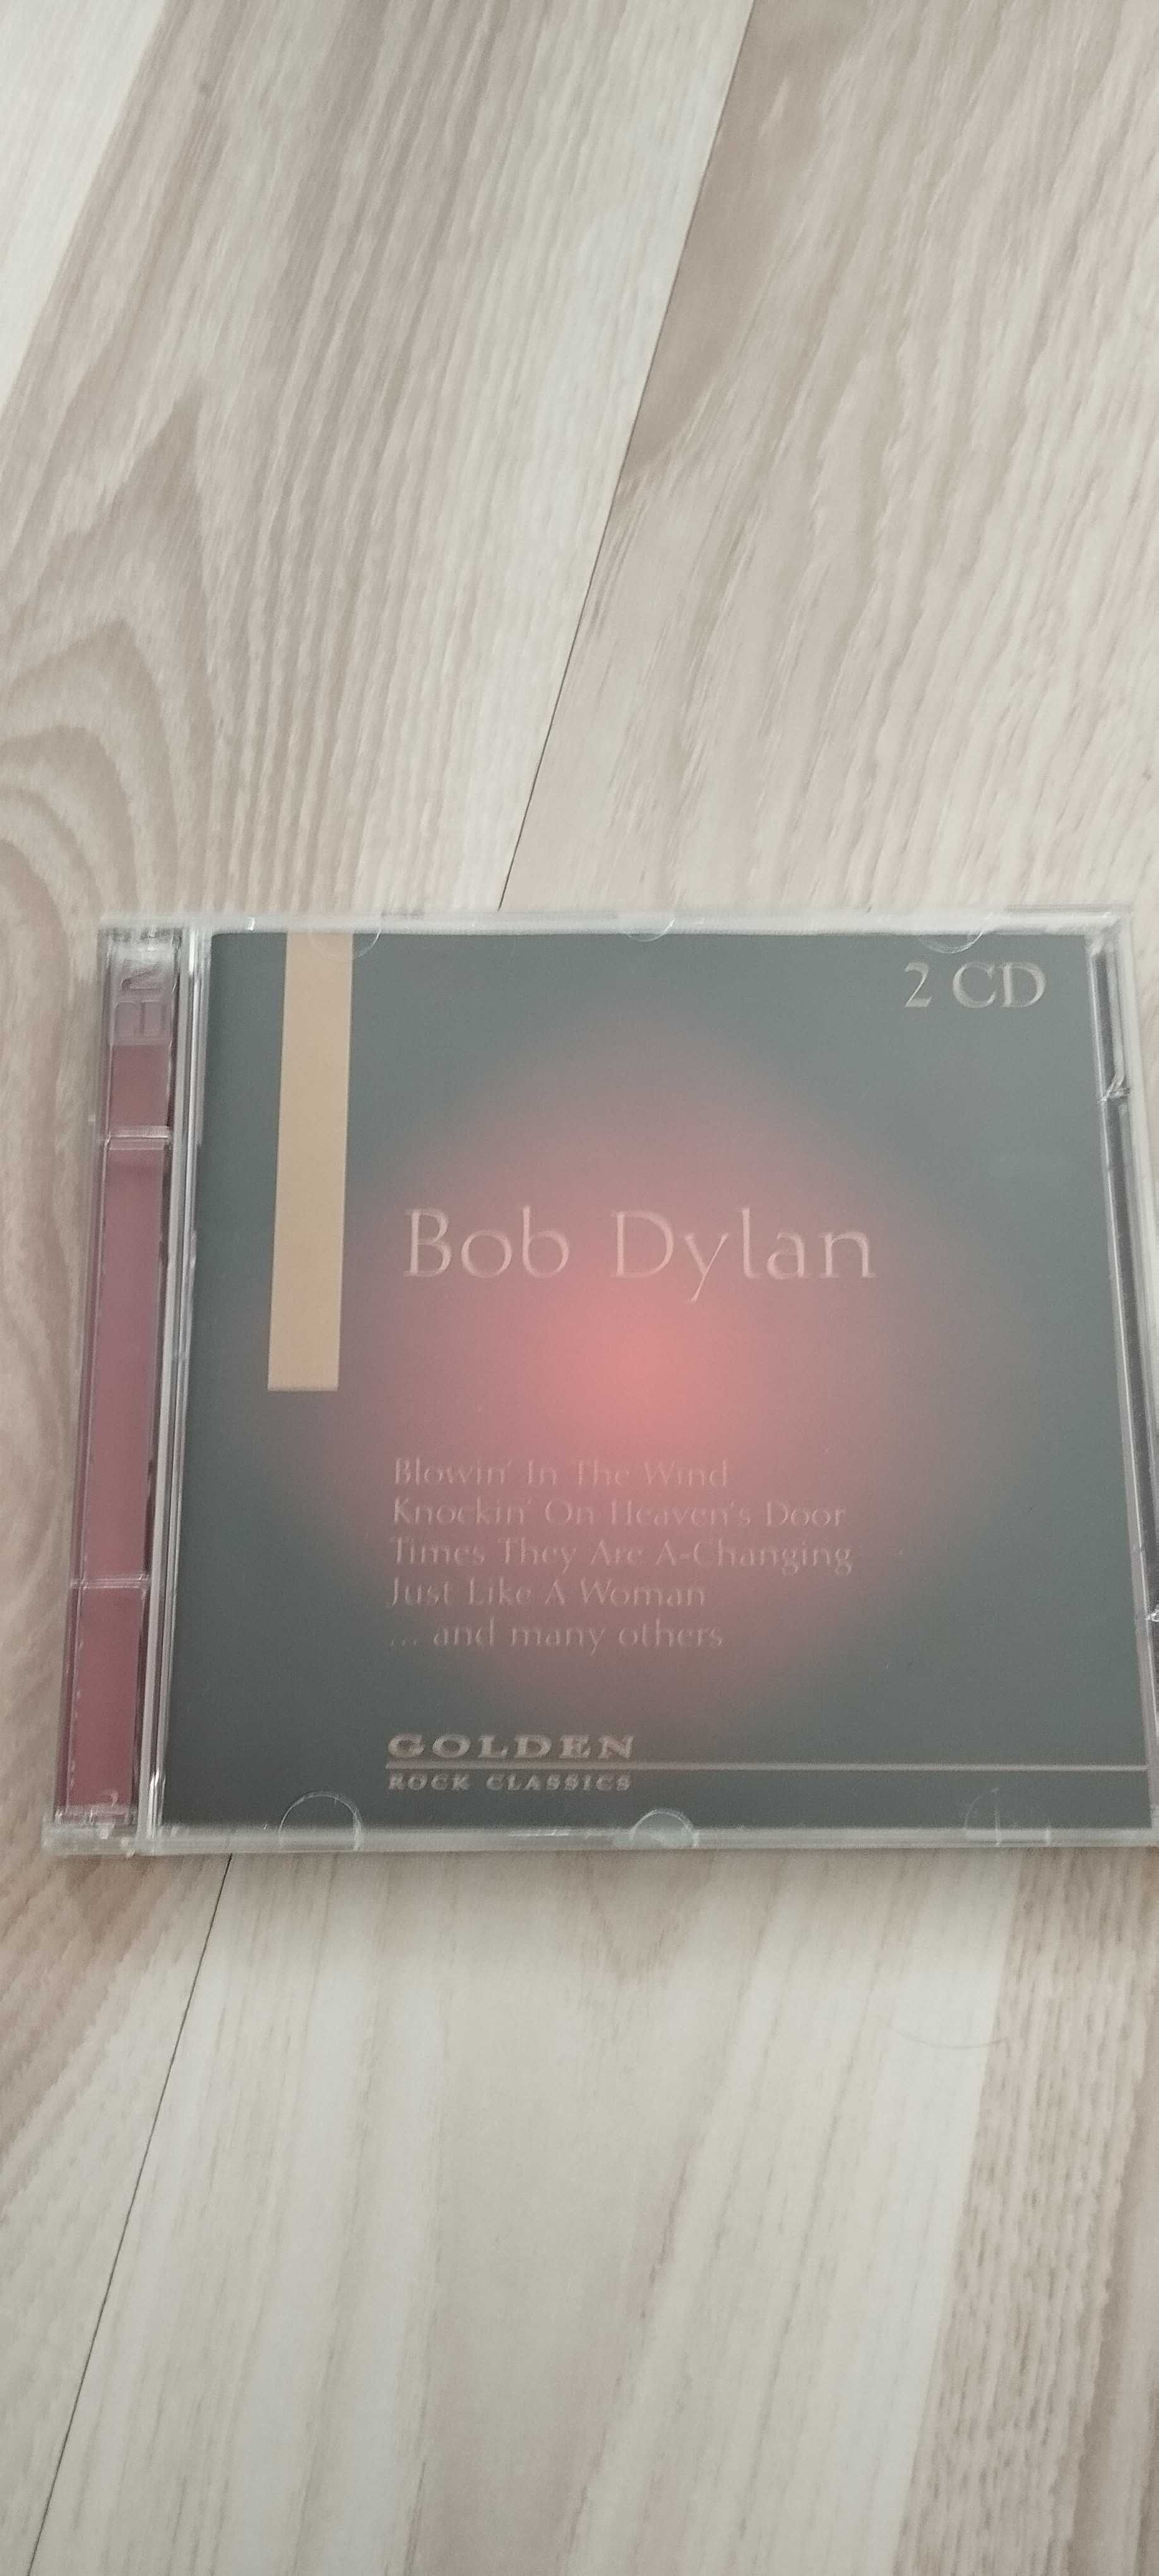 2 CD
Bob Dylan
Blowin' In The Wind
Knockin' On Heaven's Door
Times They Are A-Changing
Just Like A Woman
... and many others
GOLDEN
ROCK CLASSICS